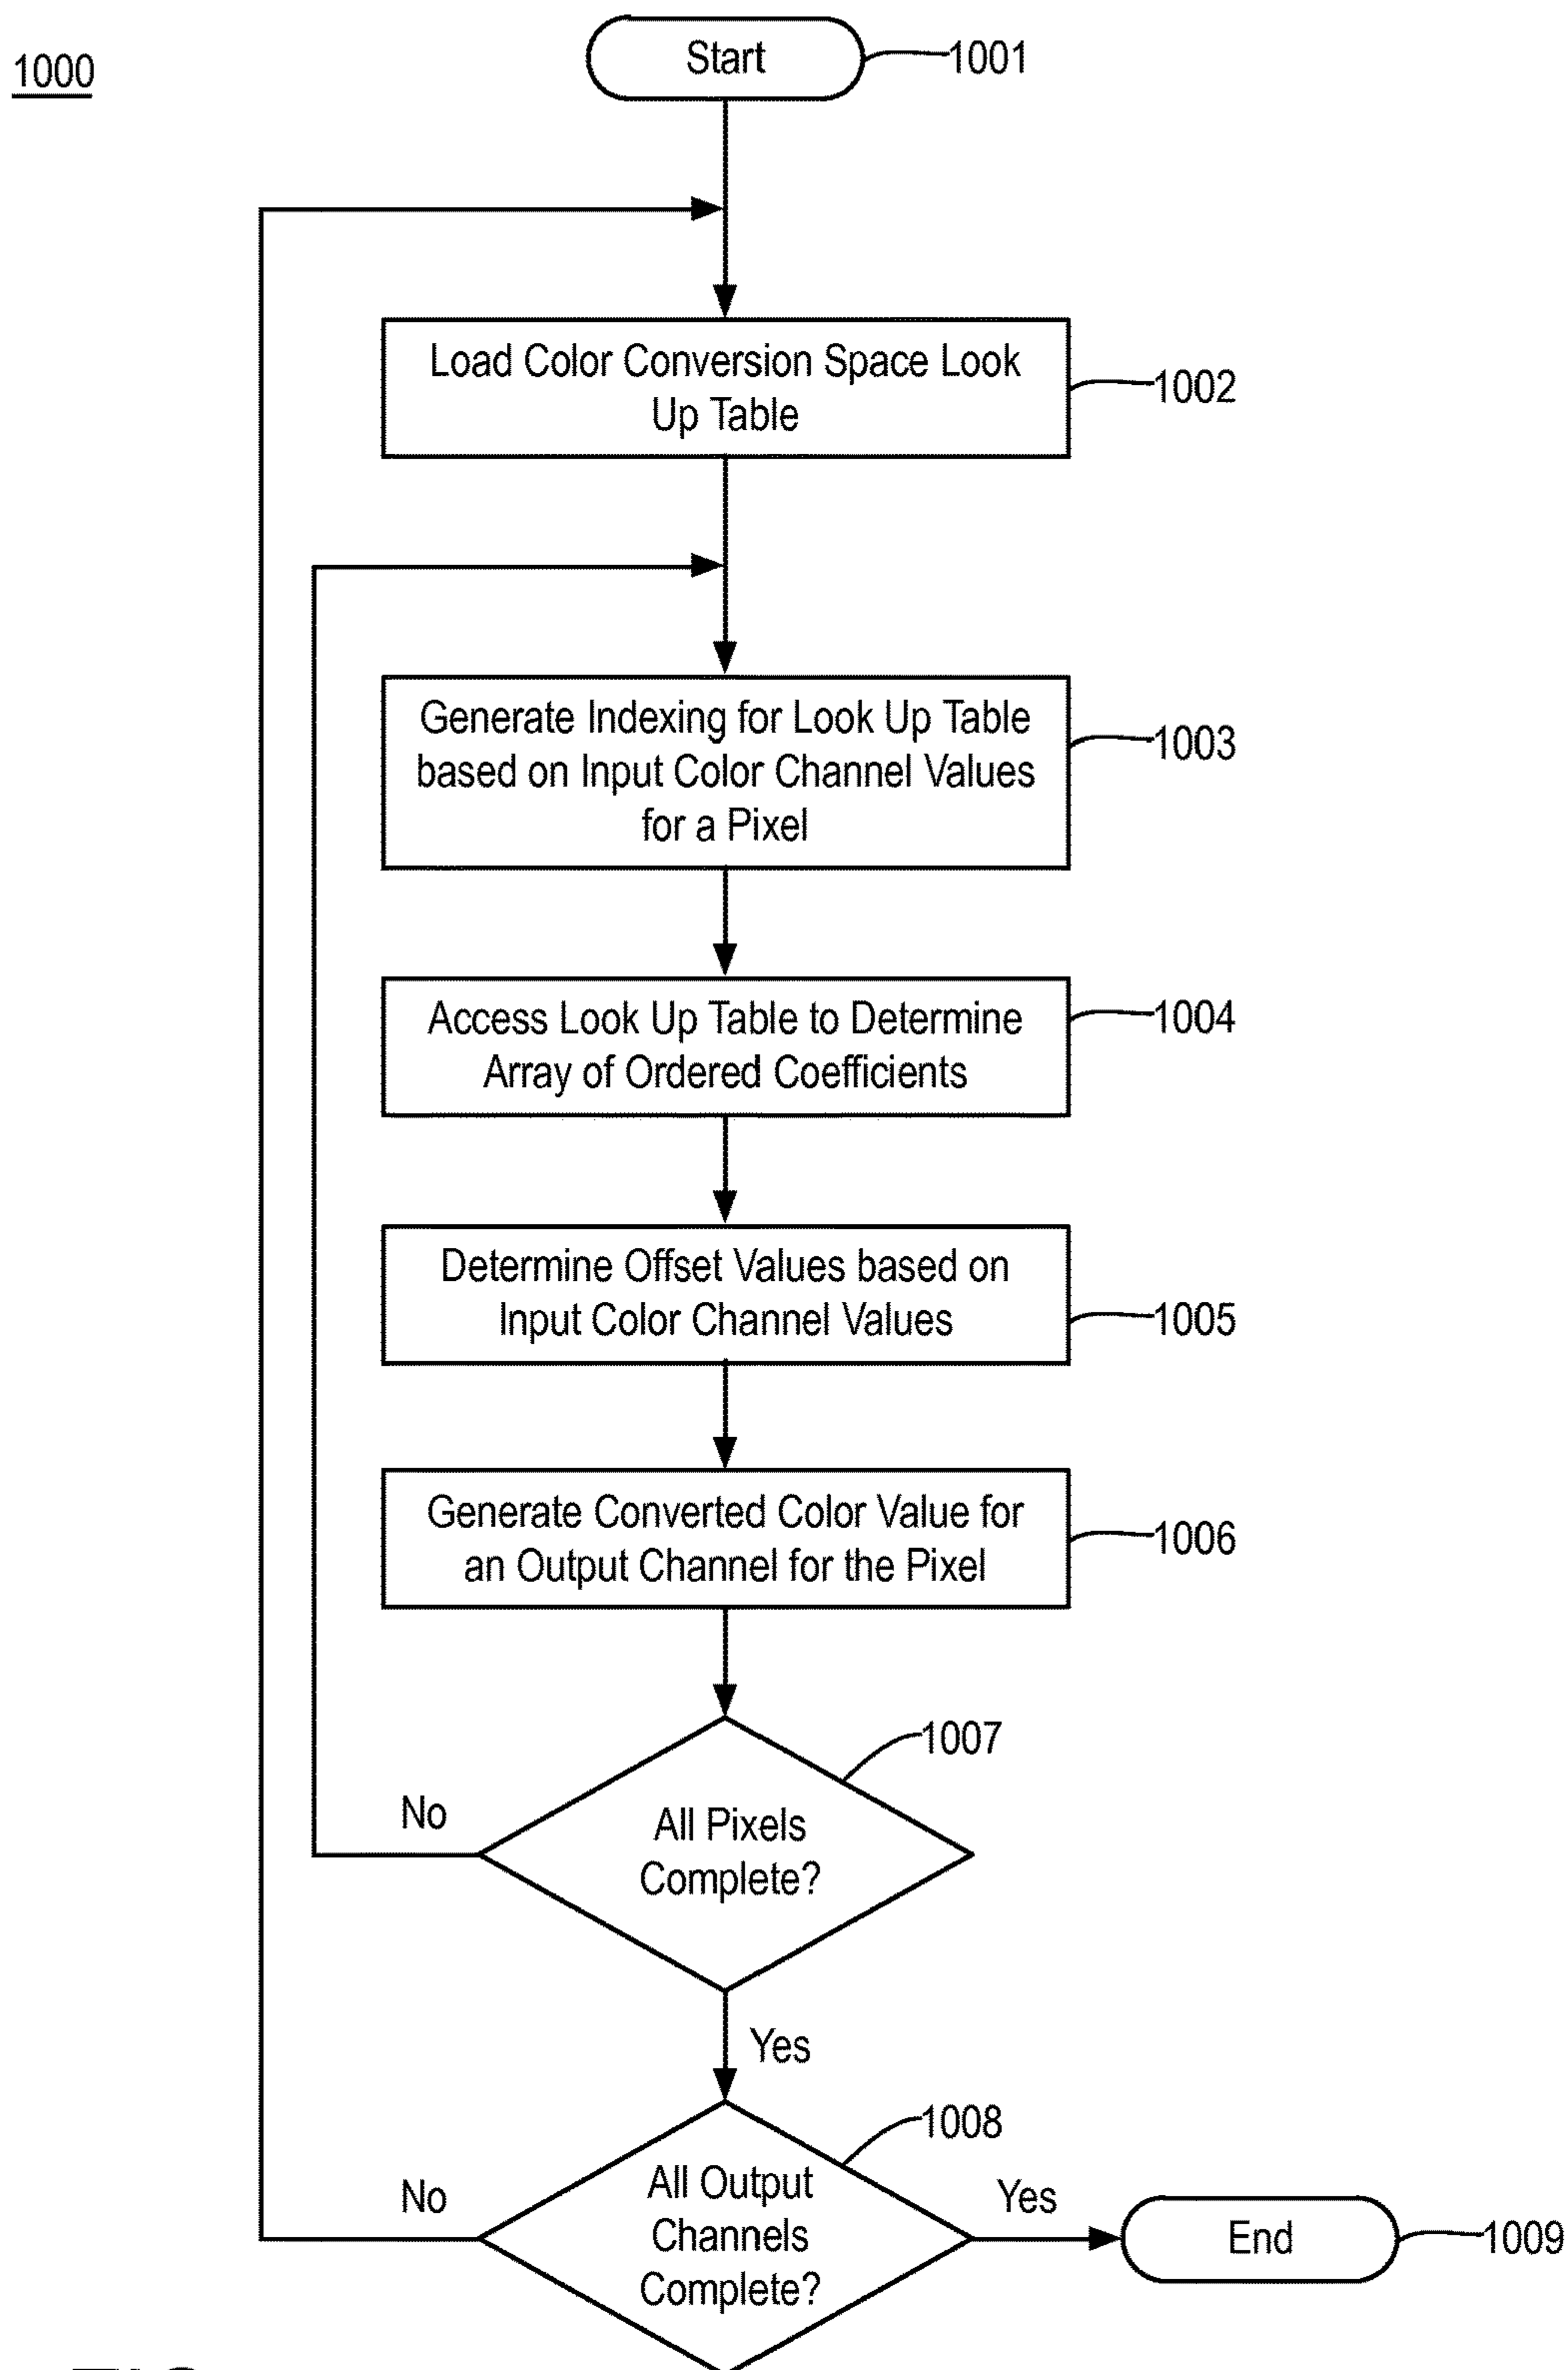 1000
Start
1001
Load Color Conversion Space Look
Up Table
1002
Generate Indexing for Look Up Table
based on Input Color Channel Values
for a Pixel
1003
Access Look Up Table to Determine
Array of Ordered Coefficients
1004
Determine Offset Values based on
Input Color Channel Values
1005
Generate Converted Color Value for
an Output Channel for the Pixel
1006
1007
No
All Pixels
Complete?
Yes
1008
No
All Output
Channels
Complete?
Yes
End
1009